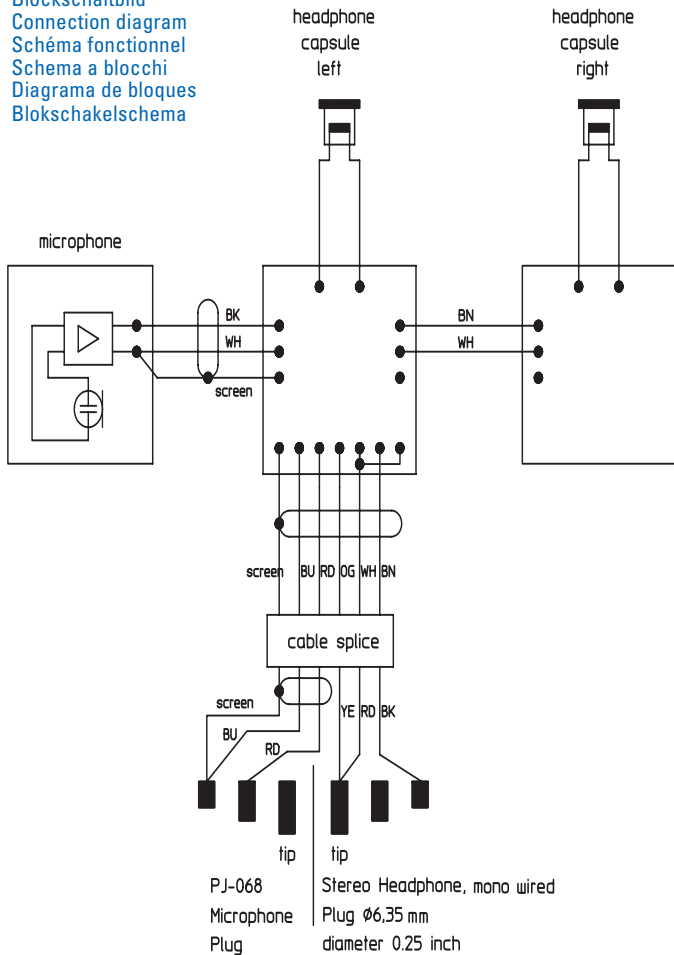 Blockschaltbild
Connection diagram
Schéma fonctionnel
Schema a blocchi
Diagrama de bloques
Blokschakelschema
headphone
capsule
left
headphone
capsule
right
microphone
BK
WH
screen
BN
WH
screen BU RD OG WH BN
cable splice
screen
BU
RD
YE RD BK
tip
tip
PJ-068
Microphone
Plug
Stereo Headphone, mono wired
Plug ϕ6,35 mm
diameter 0.25 inch